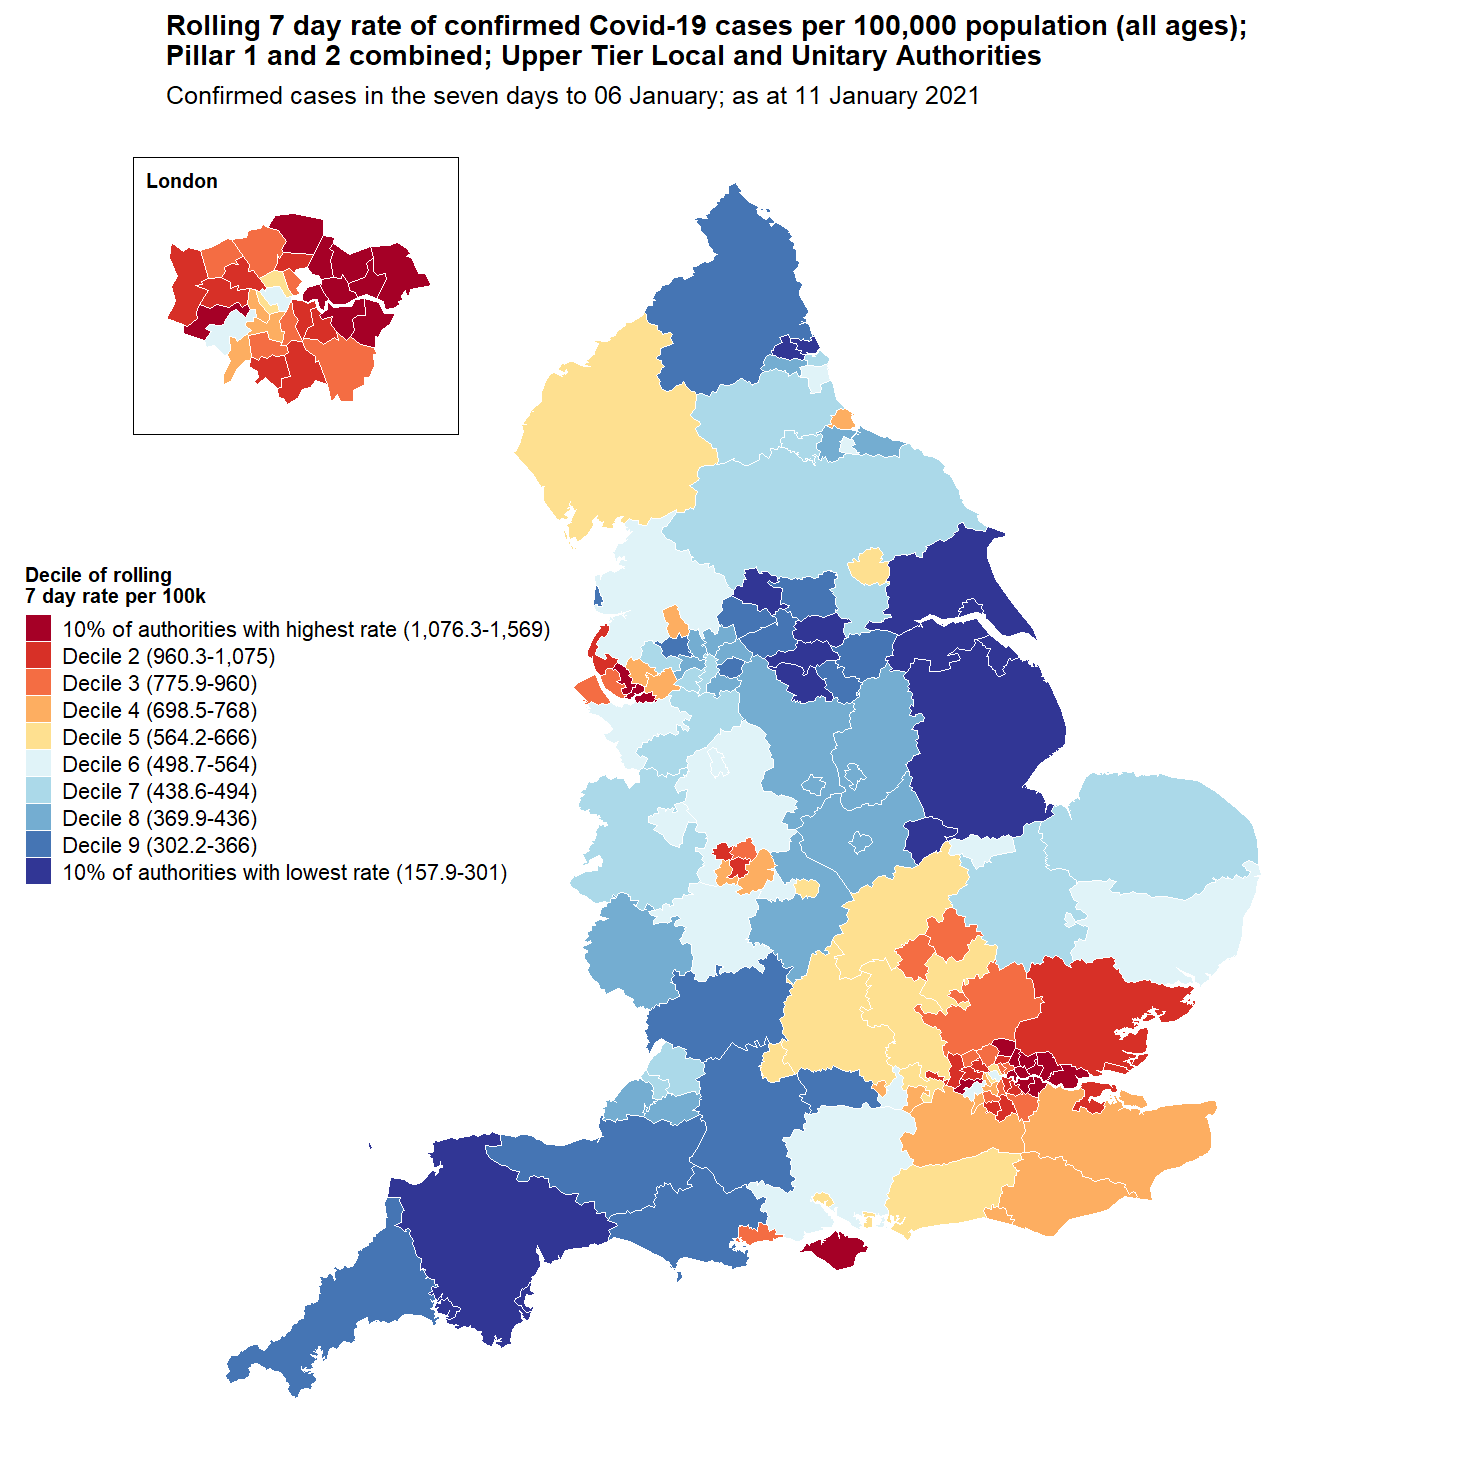 Rolling 7 day rate of confirmed Covid-19 cases per 100,000 population (all ages);
Pillar 1 and 2 combined; Upper Tier Local and Unitary Authorities
Confirmed cases in the seven days to 06 January; as at 11 January 2021
London
Decile of rolling
7 day rate per 100k
10% of authorities with highest rate (1,076.3-1,569)
Decile 2 (960.3-1,075)
Decile 3 (775.9-960)
Decile 4 (698.5-768)
Decile 5 (564.2-666)
Decile 6 (498.7-564)
Decile 7 (438.6-494)
Decile 8 (369.9-436)
Decile 9 (302.2-366)
10% of authorities with lowest rate (157.9-301)